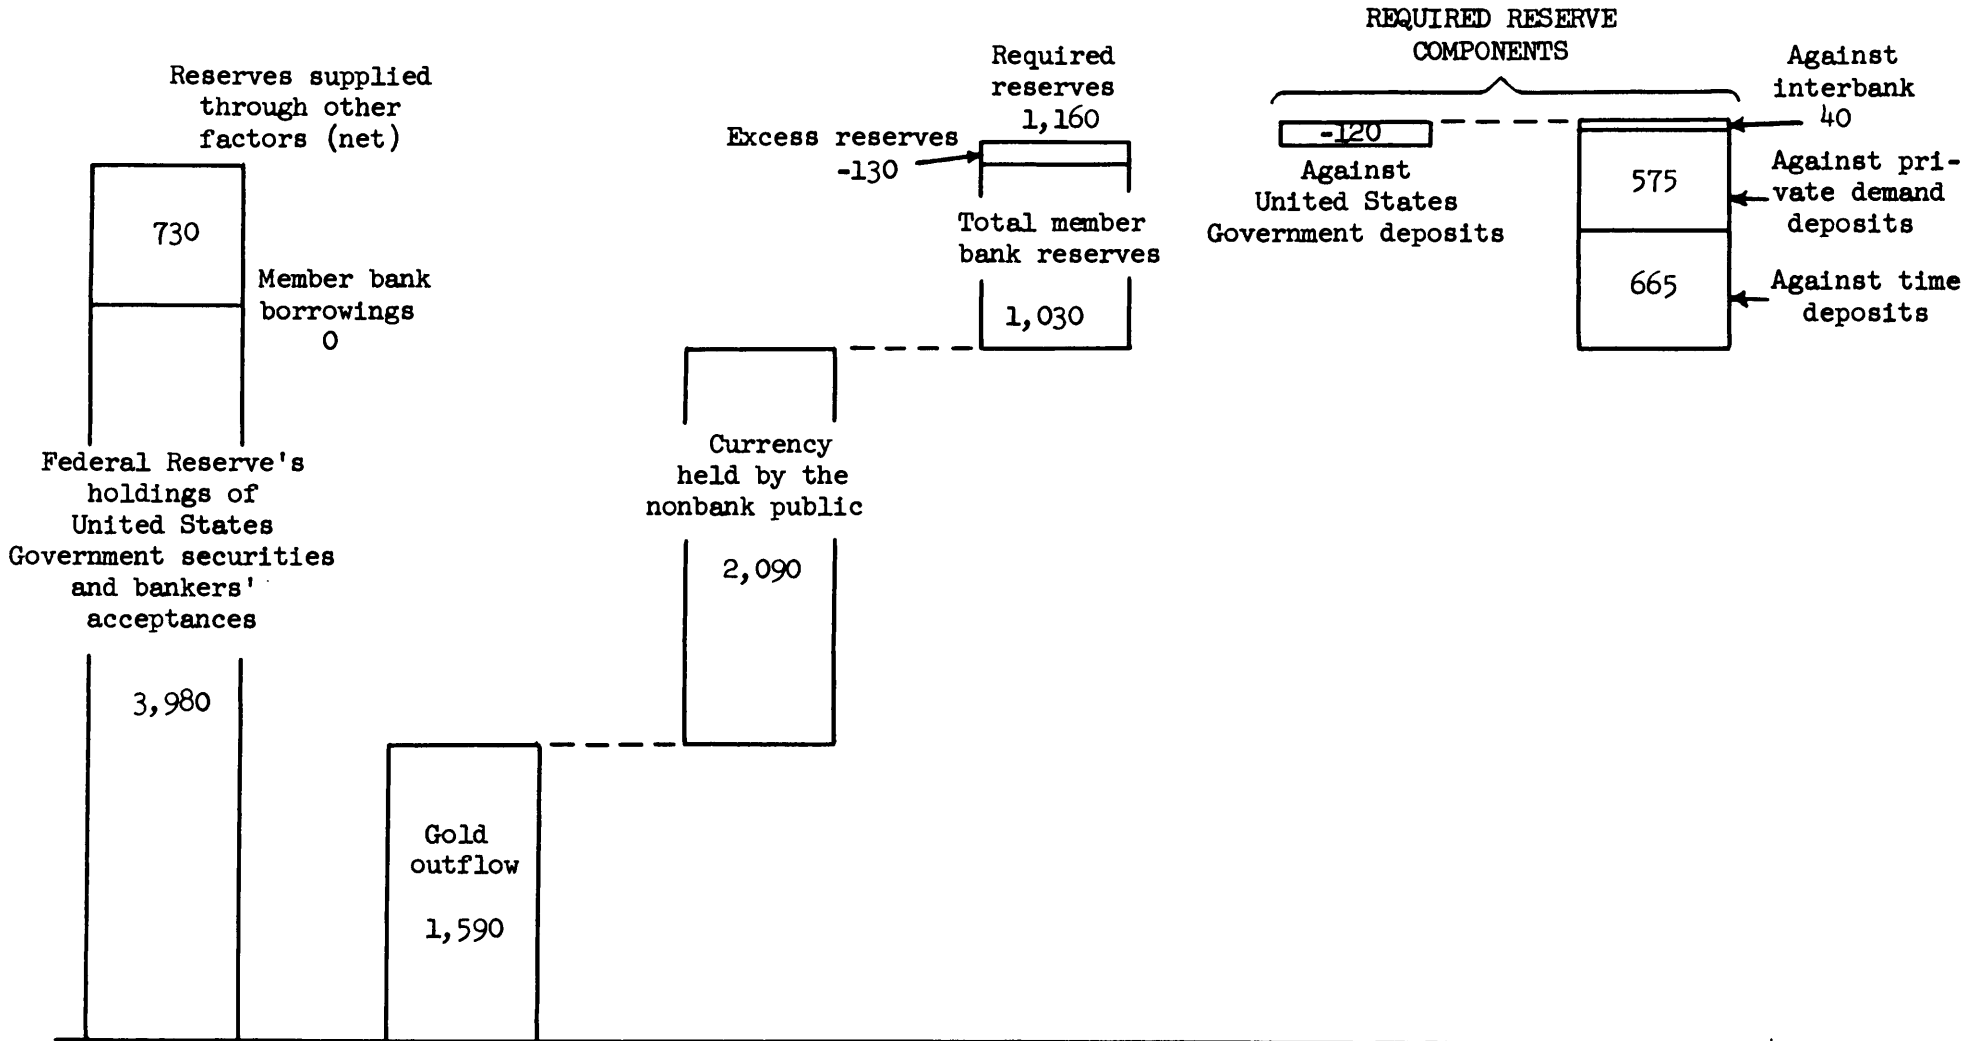 Reserves supplied
through other
factors (net)
730
Member bank
borrowings
0
Federal Reserve's
holdings of
United States
Government securities
and bankers'
acceptances
3,980
Gold
outflow
1,590
Currency
held by the
nonbank public
2,090
Required
reserves
1,160
Excess reserves
-130
Total member
bank reserves
1,030
REQUIRED RESERVE
COMPONENTS
-120
Against
United States
Government deposits
Against
interbank
40
575
Against pri-
vate demand
deposits
665
Against time
deposits